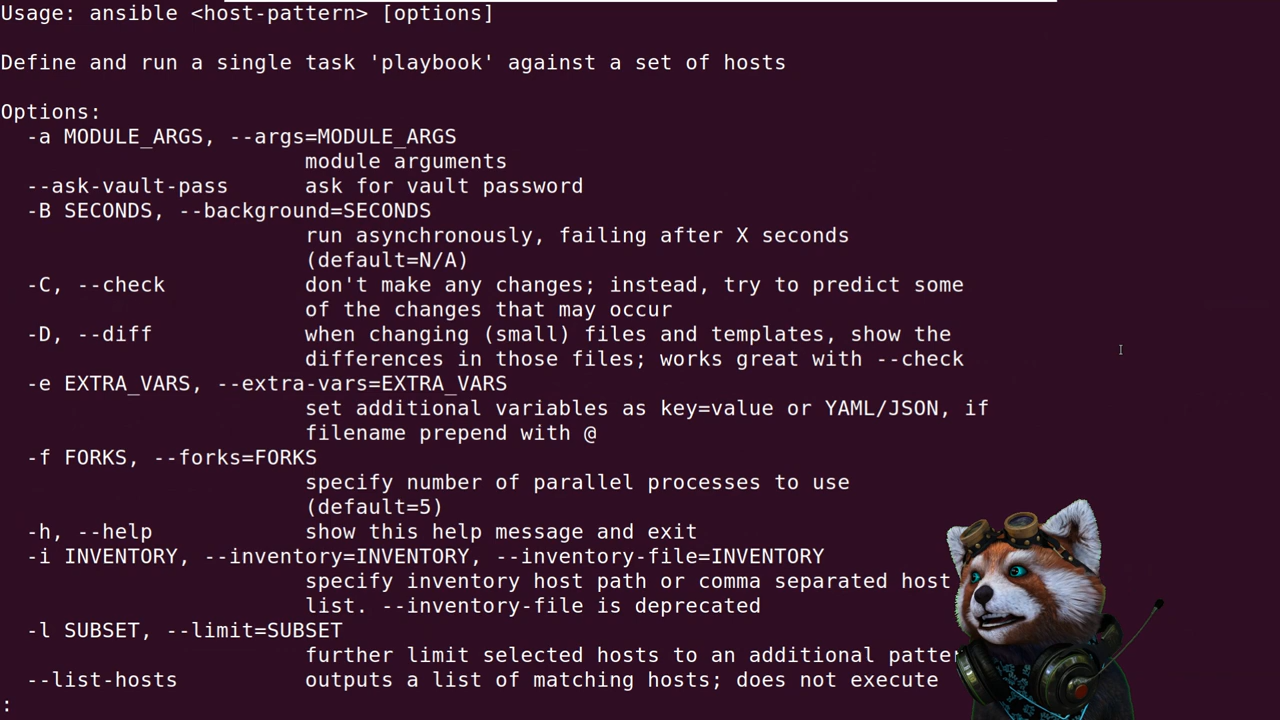 Usage: ansible <host-pattern> [options]
Define and run a single task 'playbook' against a set of hosts
Options:
-a MODULE_ARGS, --args=MODULE_ARGS
module arguments
--ask-vault-pass ask for vault password
-B SECONDS, --background=SECONDS
run asynchronously, failing after X seconds
(default=N/A)
-C, --check don't make any changes; instead, try to predict some
of the changes that may occur
-D, --diff when changing (small) files and templates, show the
differences in those files; works great with --check
-e EXTRA_VARS, --extra-vars=EXTRA_VARS
set additional variables as key=value or YAML/JSON, if
filename prepend with @
-f FORKS, --forks=FORKS
specify number of parallel processes to use
(default=5)
-h, --help show this help message and exit
-i INVENTORY, --inventory=INVENTORY, --inventory-file=INVENTORY
specify inventory host path or comma separated host
list. --inventory-file is deprecated
-l SUBSET, --limit=SUBSET
further limit selected hosts to an additional
--list-hosts outputs a list of matching hosts; does not execute
: